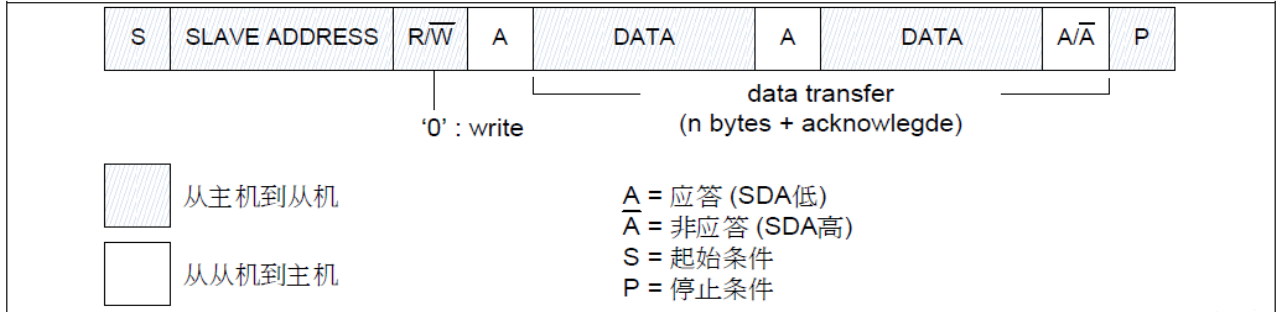 S SLAVE ADDRESS R/W̅ A DATA A DATA A/A̅ P
data transfer
'0' : write (n bytes + acknowlegde)
从主机到从机 A = 应答 (SDA低)
A̅ = 非应答 (SDA高)
S = 起始条件
从从机到主机 P = 停止条件